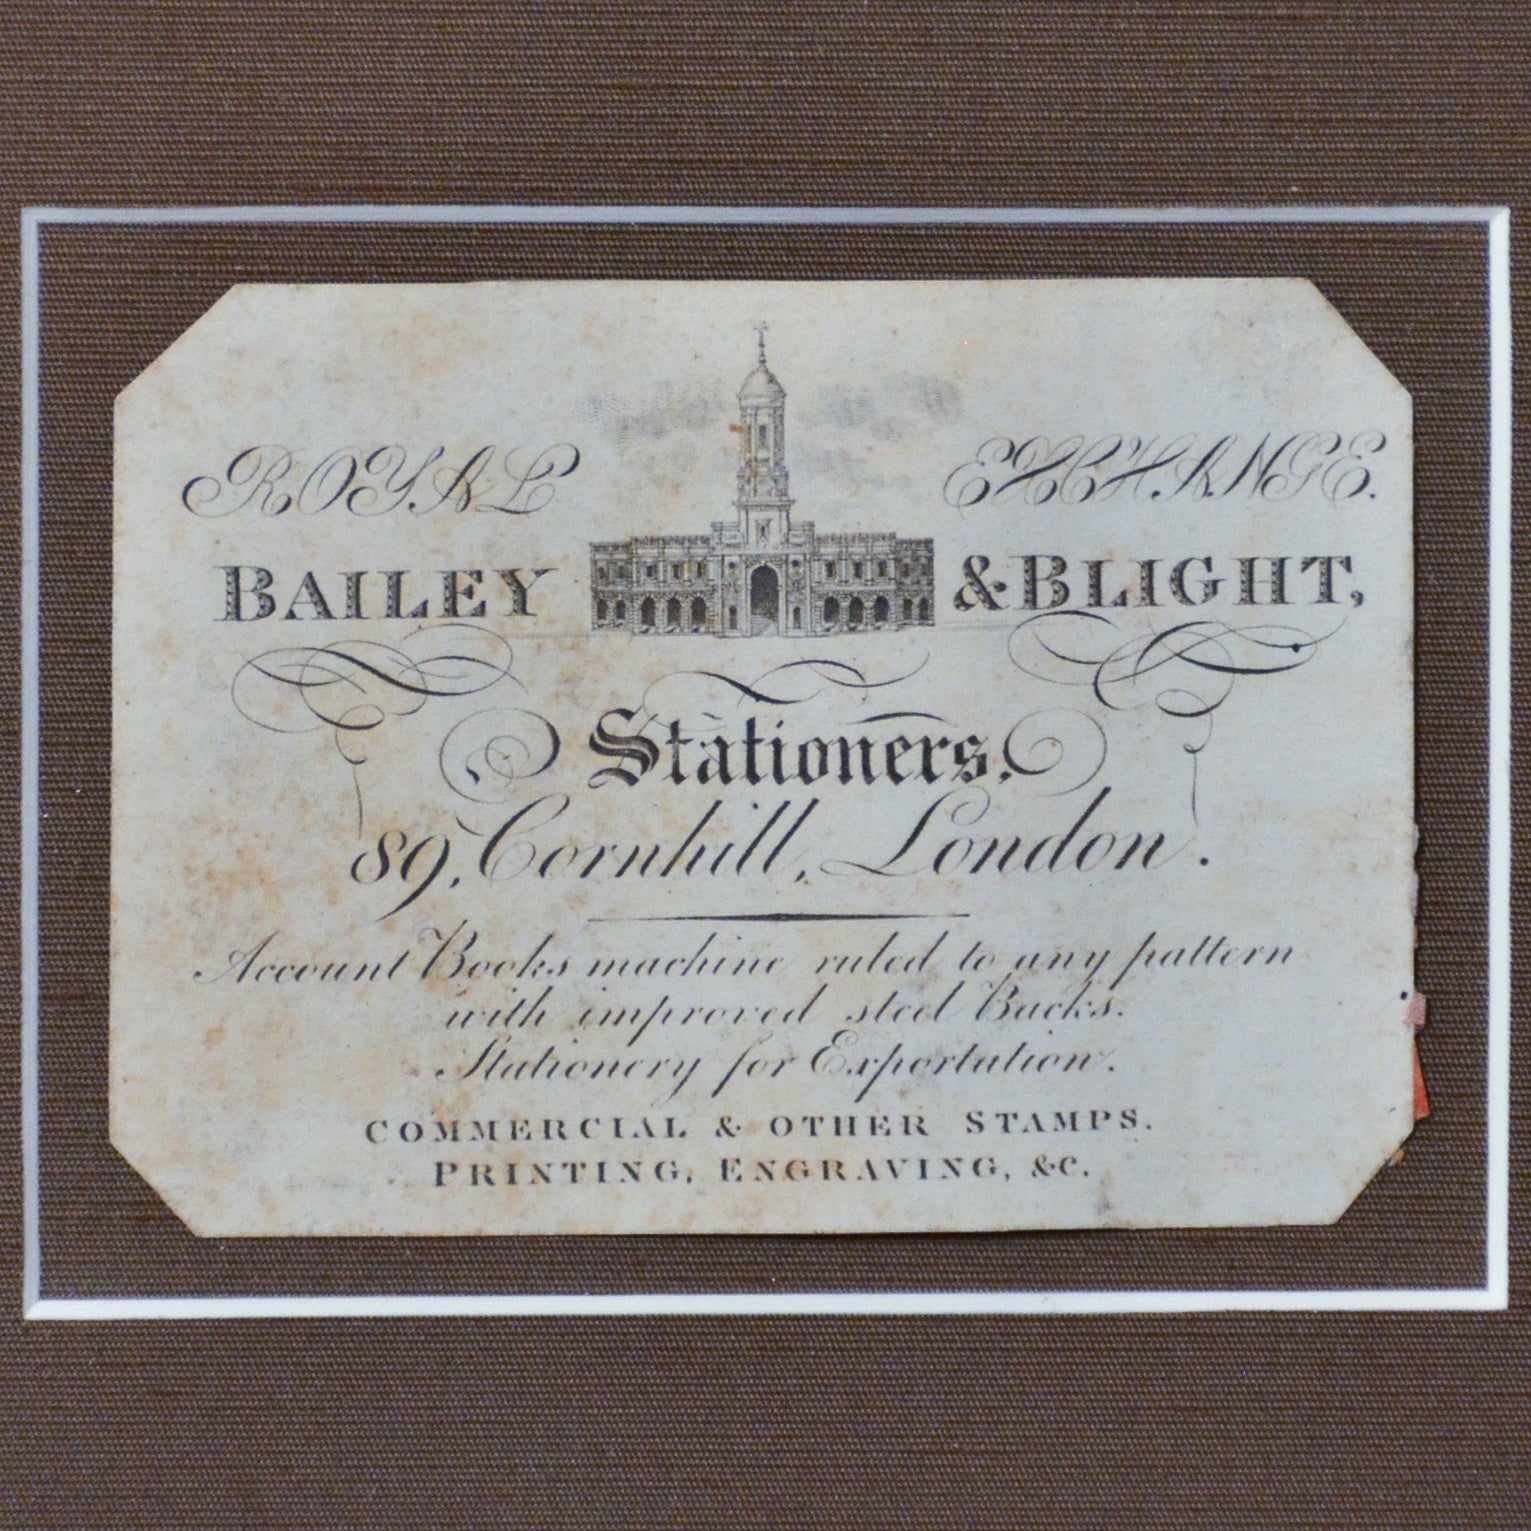 ROYAL EXCHANGE.
BAILEY & BLIGHT,
Stationers,
89, Cornhill, London.
Account Books machine ruled to any pattern
with improved steel Backs.
Stationery for Exportation.
COMMERCIAL & OTHER STAMPS.
PRINTING, ENGRAVING, &C.